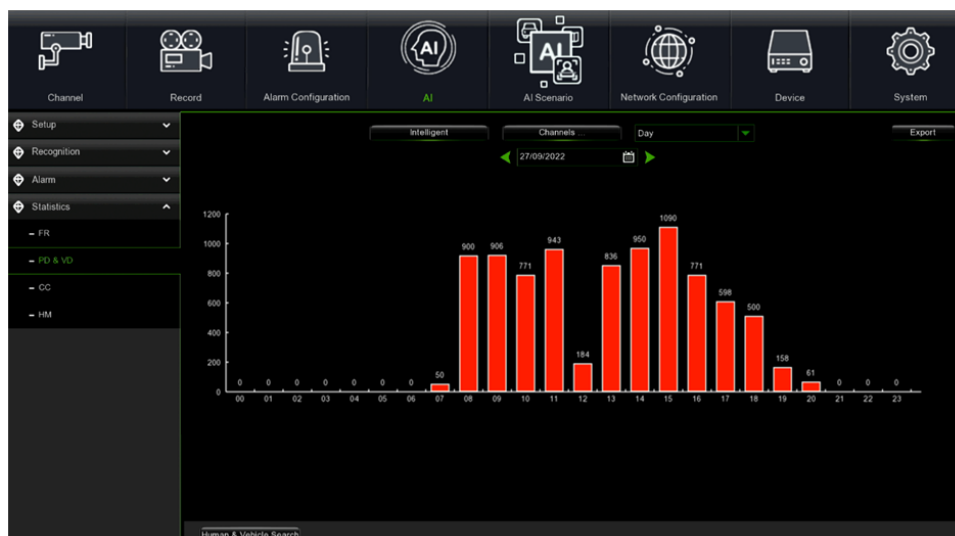 AI
AI
Channel Record Alarm Configuration AI AI Scenario Network Configuration Device System
Setup
Intelligent Channels ... Day Export
Recognition
27/09/2022
Alarm
Statistics
FR
PD & VD
CC
HM
1200
1000
800
600
400
200
0
0 0 0 0 0 0 0 50 900 906 771 943 184 836 950 1090 771 598 500 158 61 0 0 0
00 01 02 03 04 05 06 07 08 09 10 11 12 13 14 15 16 17 18 19 20 21 22 23
Human & Vehicle Search